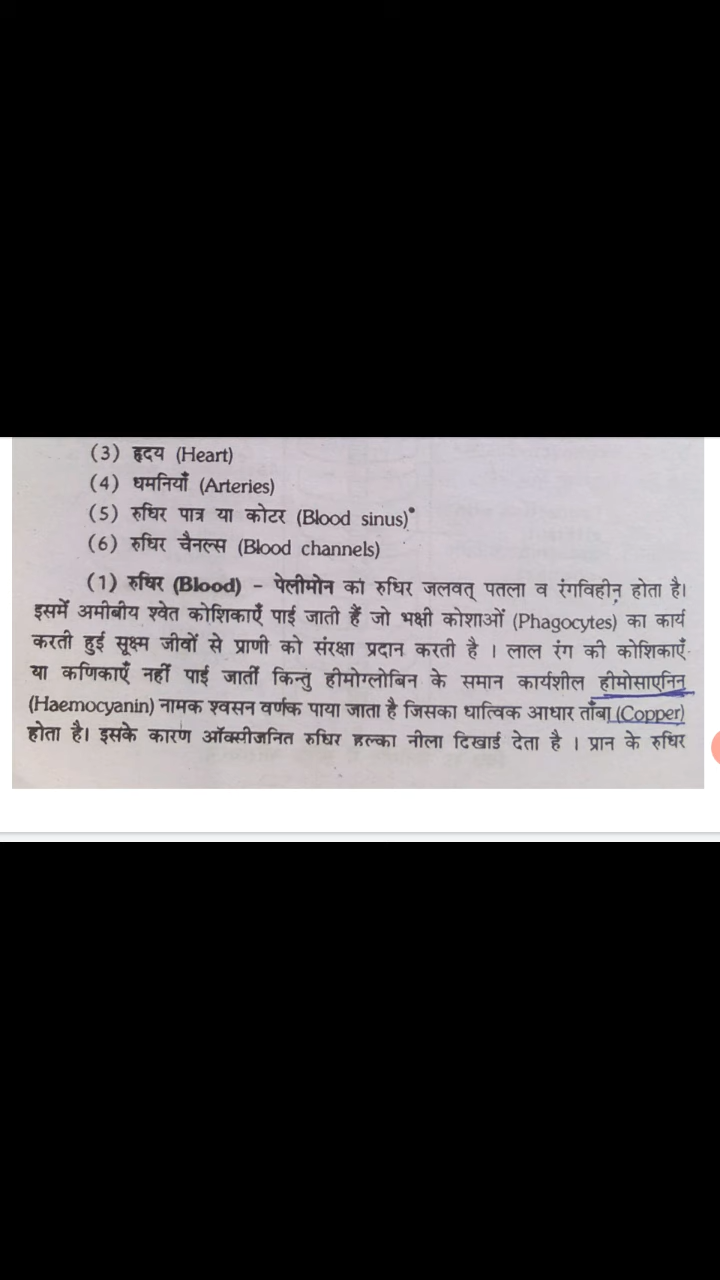 (3) हृदय (Heart)
(4) धमनियाँ (Arteries)
(5) रुधिर पात्र या कोटर (Blood sinus)
(6) रुधिर चैनल्स (Blood channels)
(1) रुधिर (Blood) – पेलीमोन का रुधिर जलवत् पतला व रंगविहीन होता है।
इसमें अमीबीय श्वेत कोशिकाएँ पाई जाती हैं जो भक्षी कोशाओं (Phagocytes) का कार्य
करती हुई सूक्ष्म जीवों से प्राणी को संरक्षा प्रदान करती है । लाल रंग की कोशिकाएँ
या कणिकाएँ नहीं पाई जातीं किन्तु हीमोग्लोबिन के समान कार्यशील हीमोसाएनिन
(Haemocyanin) नामक श्वसन वर्णक पाया जाता है जिसका धात्विक आधार ताँबा (Copper)
होता है। इसके कारण ऑक्सीजनित रुधिर हल्का नीला दिखाई देता है । प्रान के रुधिर